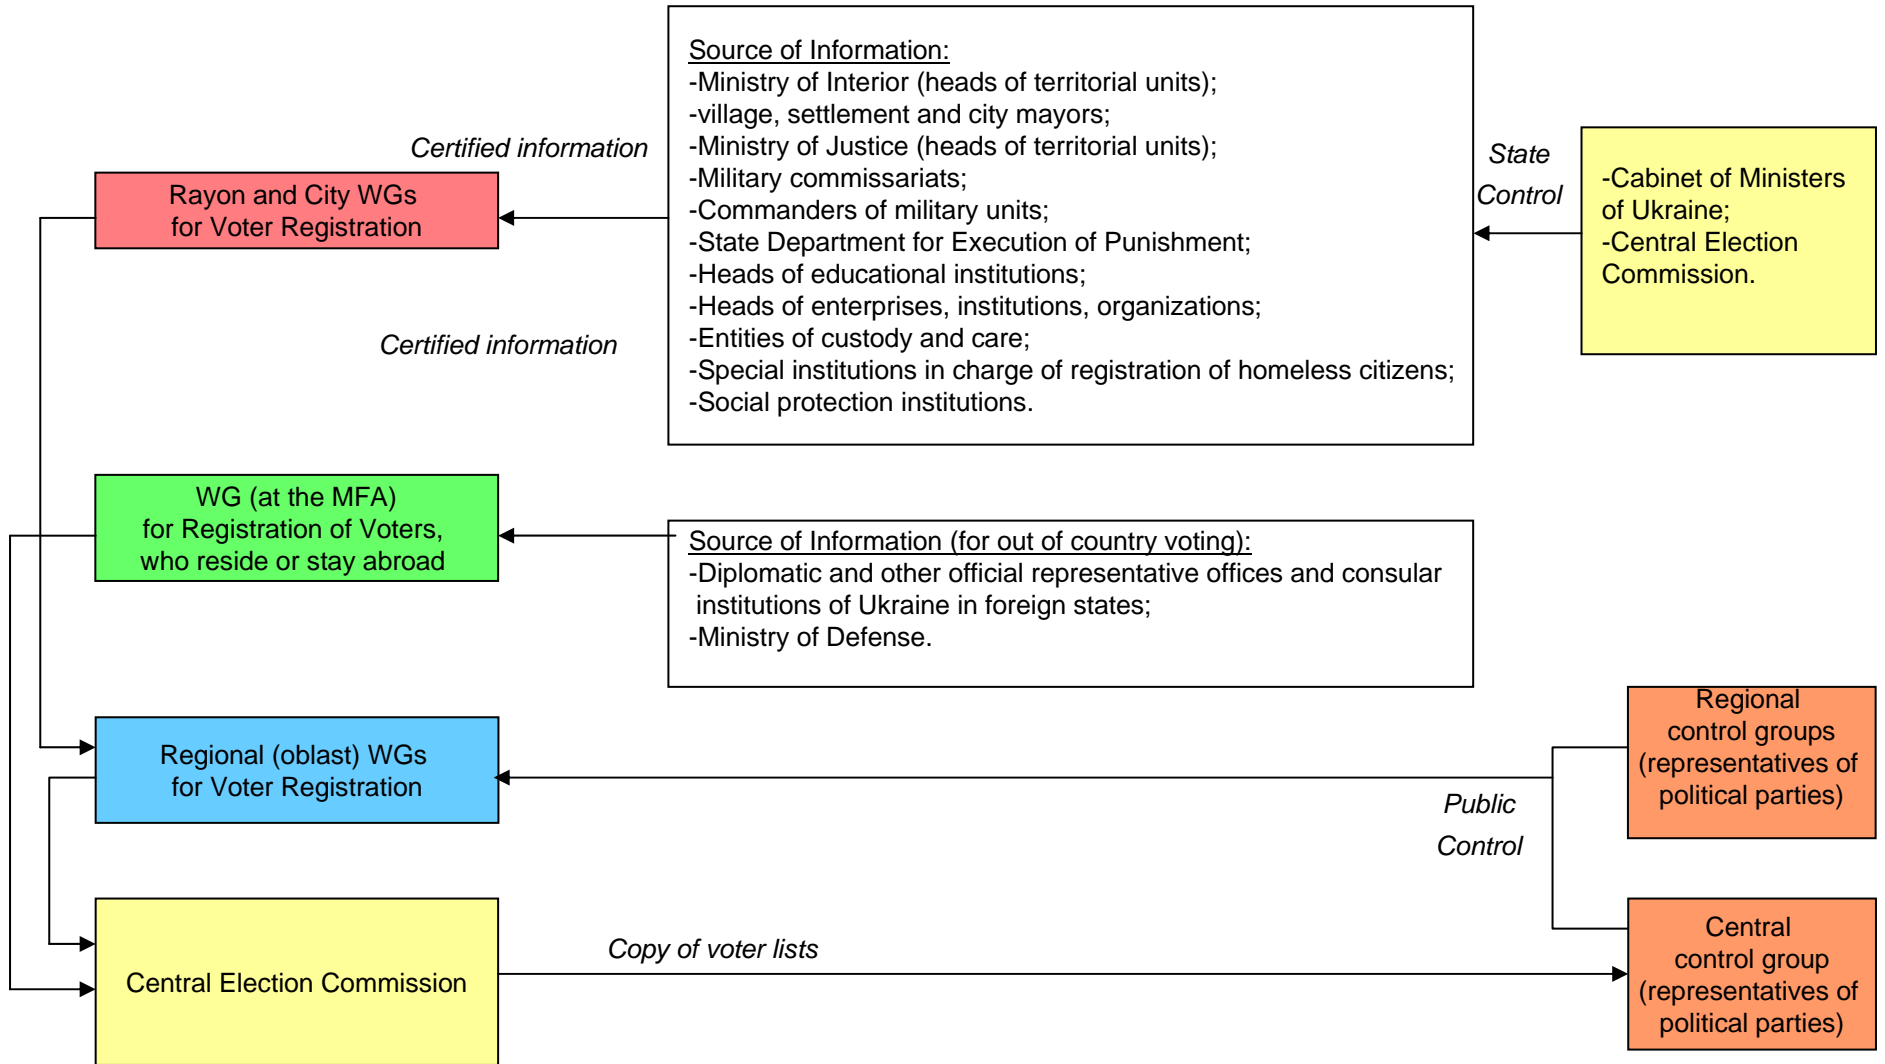 Source of Information:
-Ministry of Interior (heads of territorial units);
-village, settlement and city mayors;
-Ministry of Justice (heads of territorial units);
-Military commissariats;
-Commanders of military units;
-State Department for Execution of Punishment;
-Heads of educational institutions;
-Heads of enterprises, institutions, organizations;
-Entities of custody and care;
-Special institutions in charge of registration of homeless citizens;
-Social protection institutions.
Certified information
State
Control
-Cabinet of Ministers
of Ukraine;
-Central Election
Commission.
Rayon and City WGs
for Voter Registration
Certified information
WG (at the MFA)
for Registration of Voters,
who reside or stay abroad
Source of Information (for out of country voting):
-Diplomatic and other official representative offices and consular
institutions of Ukraine in foreign states;
-Ministry of Defense.
Regional (oblast) WGs
for Voter Registration
Regional
control groups
(representatives of
political parties)
Public
Control
Central Election Commission
Copy of voter lists
Central
control group
(representatives of
political parties)